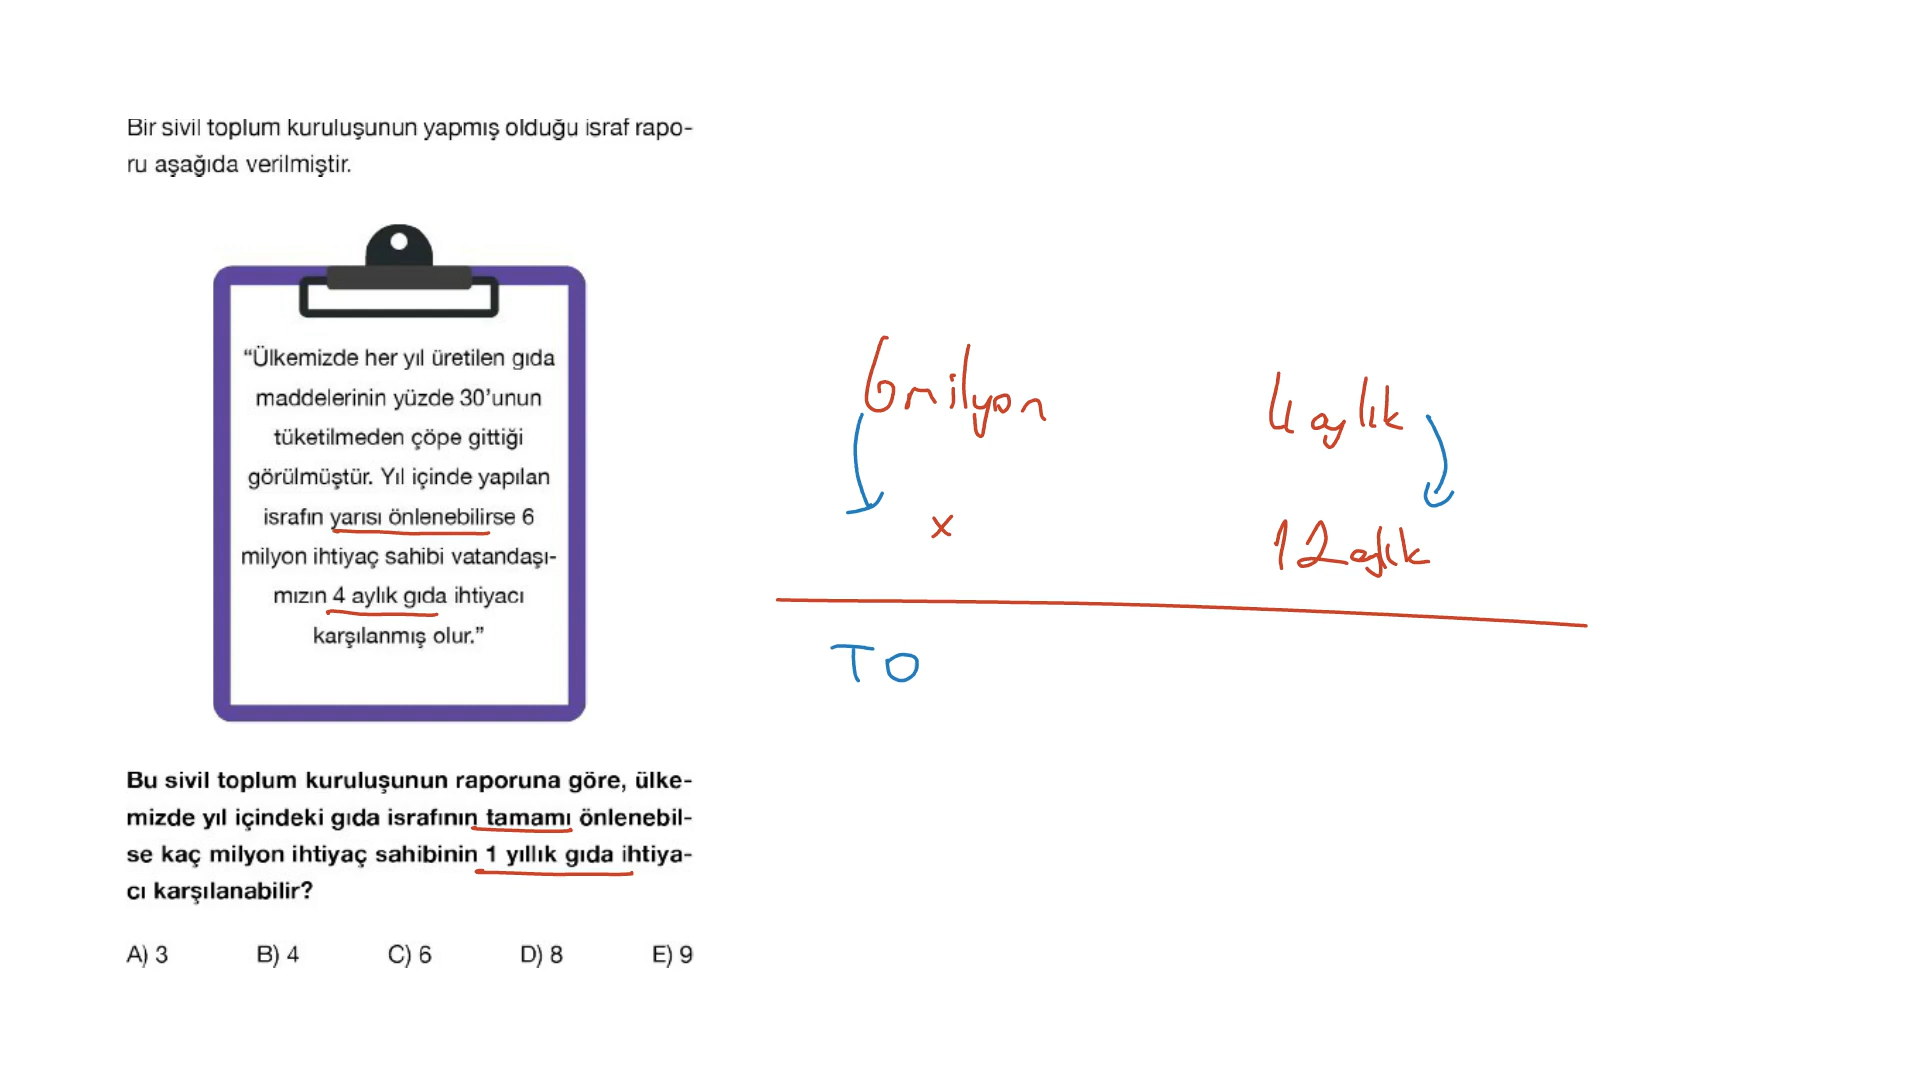 Bir sivil toplum kuruluşunun yapmış olduğu israf rapo-
ru aşağıda verilmiştir.
“Ülkemizde her yıl üretilen gıda
maddelerinin yüzde 30’unun
tüketilmeden çöpe gittiği
görülmüştür. Yıl içinde yapılan
israfın yarısı önlenebilirse 6
milyon ihtiyaç sahibi vatandaşı-
mızın 4 aylık gıda ihtiyacı
karşılanmış olur.”
Bu sivil toplum kuruluşunun raporuna göre, ülke-
mizde yıl içindeki gıda israfının tamamı önlenebil-
se kaç milyon ihtiyaç sahibinin 1 yıllık gıda ihtiya-
cı karşılanabilir?
A) 3 B) 4 C) 6 D) 8 E) 9
6 milyon 4 aylık
x 12 aylık
TO